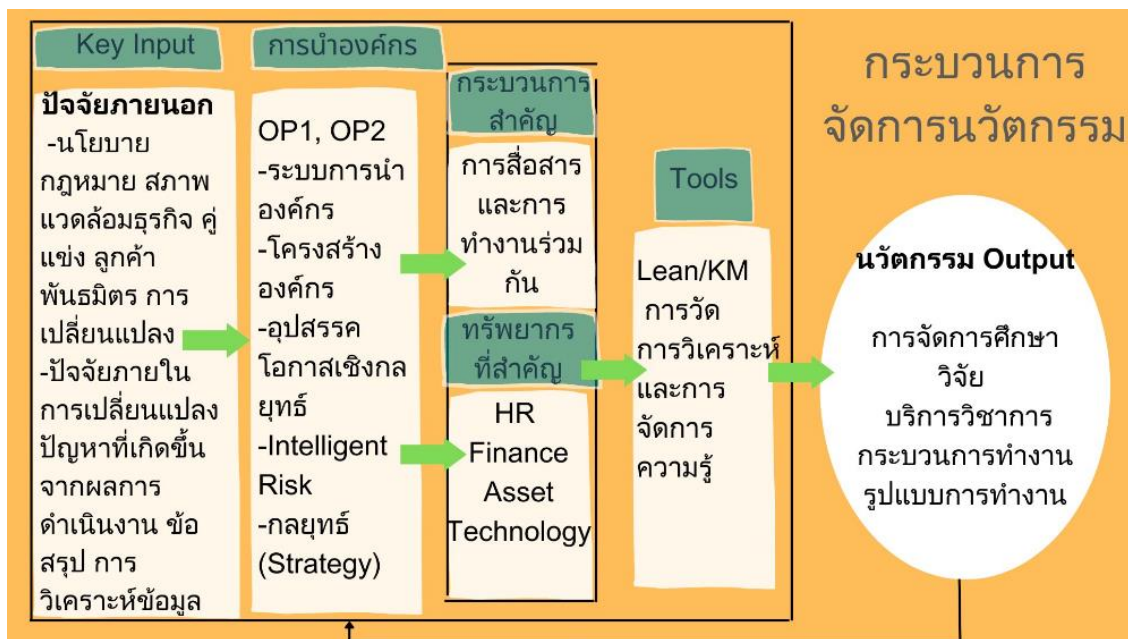 Key Input
ปัจจัยภายนอก
-นโยบาย
กฎหมาย สภาพ
แวดล้อมธุรกิจ คู่
แข่ง ลูกค้า
พันธมิตร การ
เปลี่ยนแปลง
-ปัจจัยภายใน
การเปลี่ยนแปลง
ปัญหาที่เกิดขึ้น
จากผลการ
ดำเนินงาน ข้อ
สรุป การ
วิเคราะห์ข้อมูล
การนำองค์กร
OP1, OP2
-ระบบการนำ
องค์กร
-โครงสร้าง
องค์กร
-อุปสรรค
โอกาสเชิงกล
ยุทธ์
-Intelligent
Risk
-กลยุทธ์
(Strategy)
กระบวนการ
สำคัญ
การสื่อสาร
และการ
ทำงานร่วม
กัน
ทรัพยากร
ที่สำคัญ
HR
Finance
Asset
Technology
Tools
Lean/KM
การวัด
การวิเคราะห์
และการ
จัดการ
ความรู้
กระบวนการ
จัดการนวัตกรรม
นวัตกรรม Output
การจัดการศึกษา
วิจัย
บริการวิชาการ
กระบวนการทำงาน
รูปแบบการทำงาน